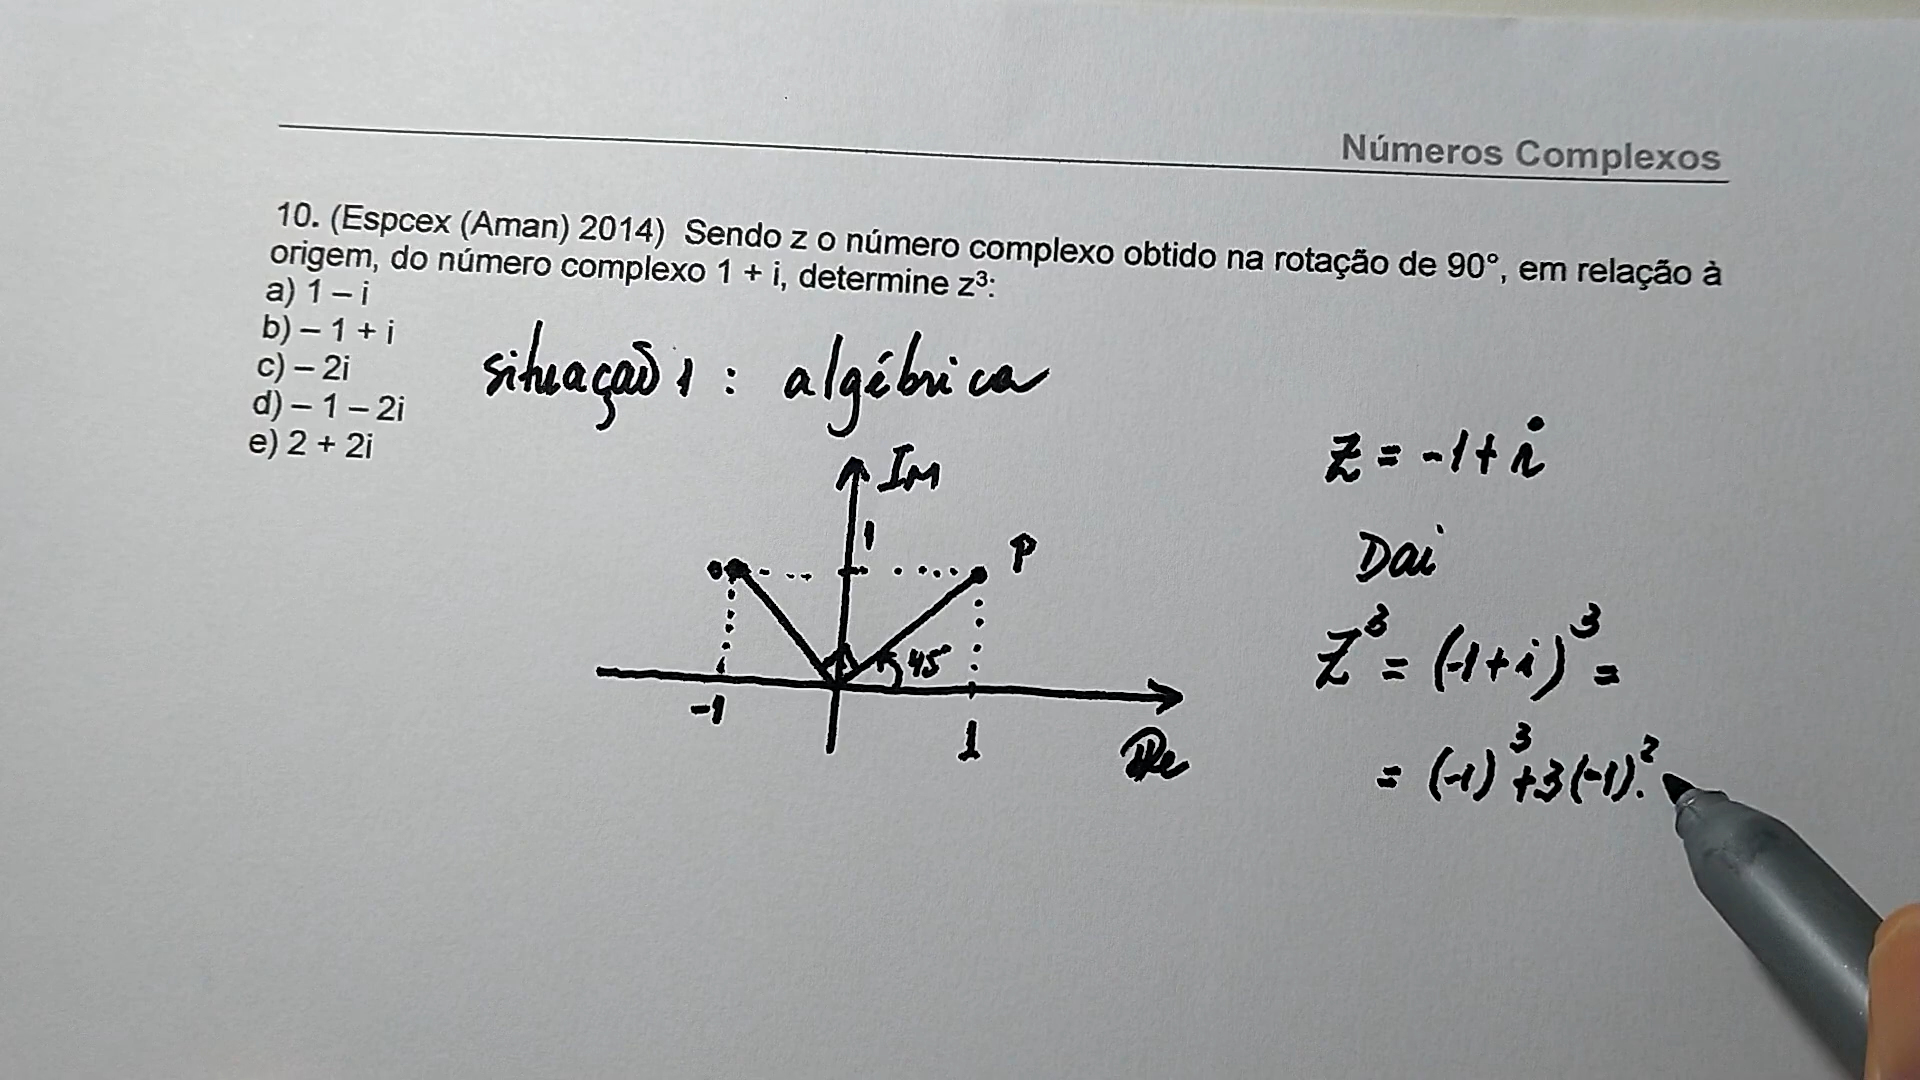 Números Complexos
10. (Espcex (Aman) 2014) Sendo z o número complexo obtido na rotação de 90°, em relação à
origem, do número complexo 1 + i, determine z³:
a) 1 – i
b) – 1 + i
c) – 2i
d) – 1 – 2i
e) 2 + 2i
situação 1 : algébrica
Im
1
P
45°
-1
1
Re
Z = -1 + i
Dai
Z³ = (-1+i)³ =
= (-1)³ + 3(-1)².